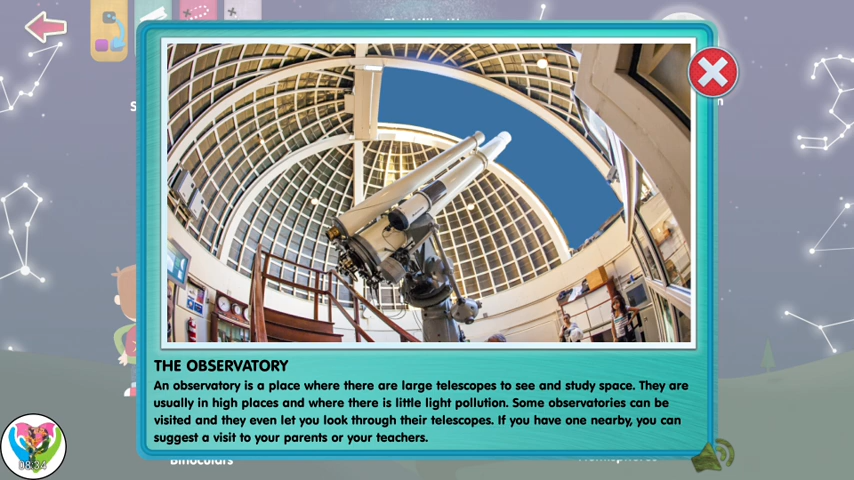 THE OBSERVATORY
An observatory is a place where there are large telescopes to see and study space. They are
usually in high places and where there is little light pollution. Some observatories can be
visited and they even let you look through their telescopes. If you have one nearby, you can
suggest a visit to your parents or your teachers.
Binoculars